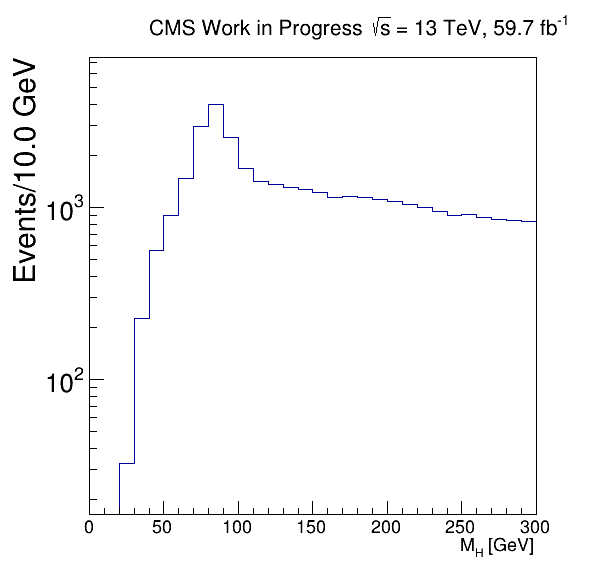 CMS Work in Progress √s = 13 TeV, 59.7 fb⁻¹
Events/10.0 GeV
10³
10²
0 50 100 150 200 250 300
M_H [GeV]